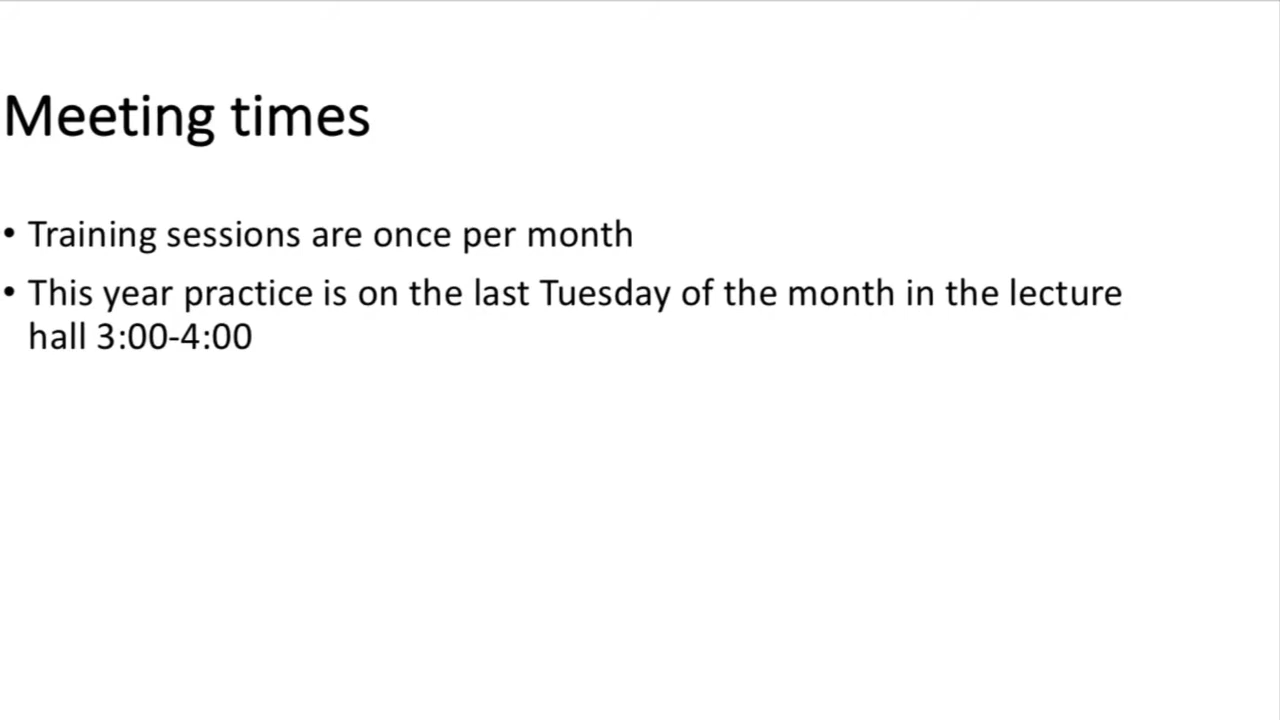 Meeting times
• Training sessions are once per month
• This year practice is on the last Tuesday of the month in the lecture
hall 3:00-4:00